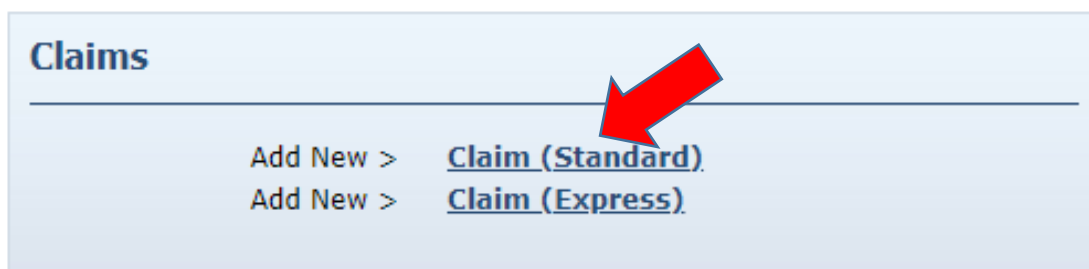 Claims
Add New > Claim (Standard)
Add New > Claim (Express)